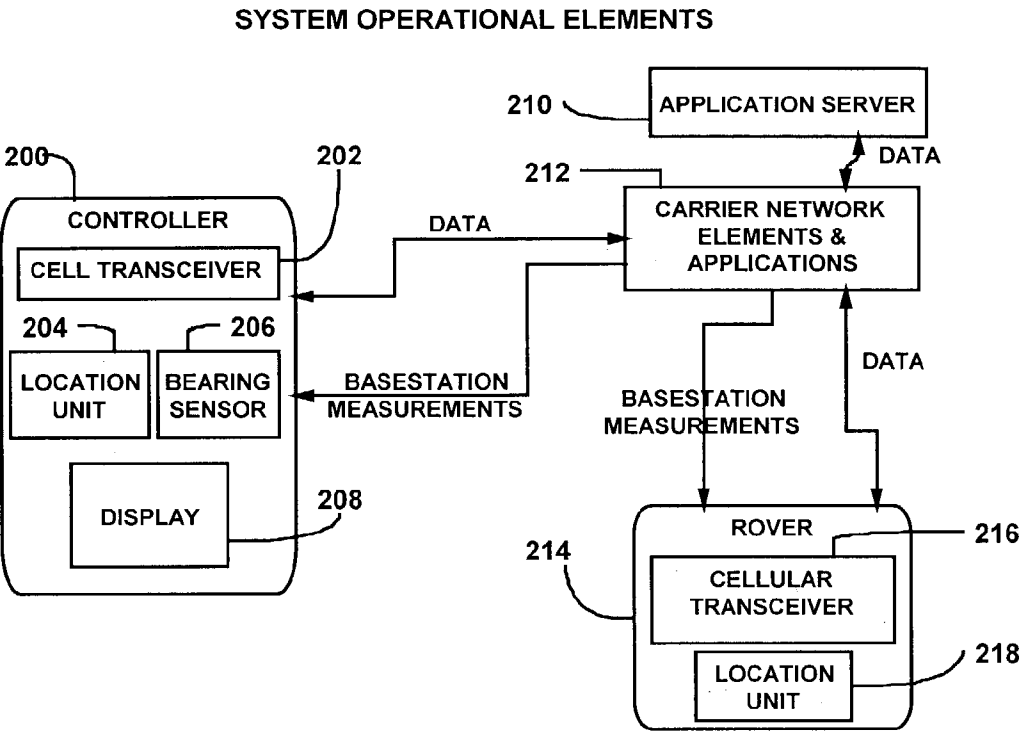 SYSTEM OPERATIONAL ELEMENTS
210
APPLICATION SERVER
DATA
200
202
212
CONTROLLER
CELL TRANSCEIVER
DATA
CARRIER NETWORK
ELEMENTS &
APPLICATIONS
204
206
LOCATION
UNIT
BEARING
SENSOR
BASESTATION
MEASUREMENTS
DATA
BASESTATION
MEASUREMENTS
DISPLAY
208
214
ROVER
216
CELLULAR
TRANSCEIVER
LOCATION
UNIT
218